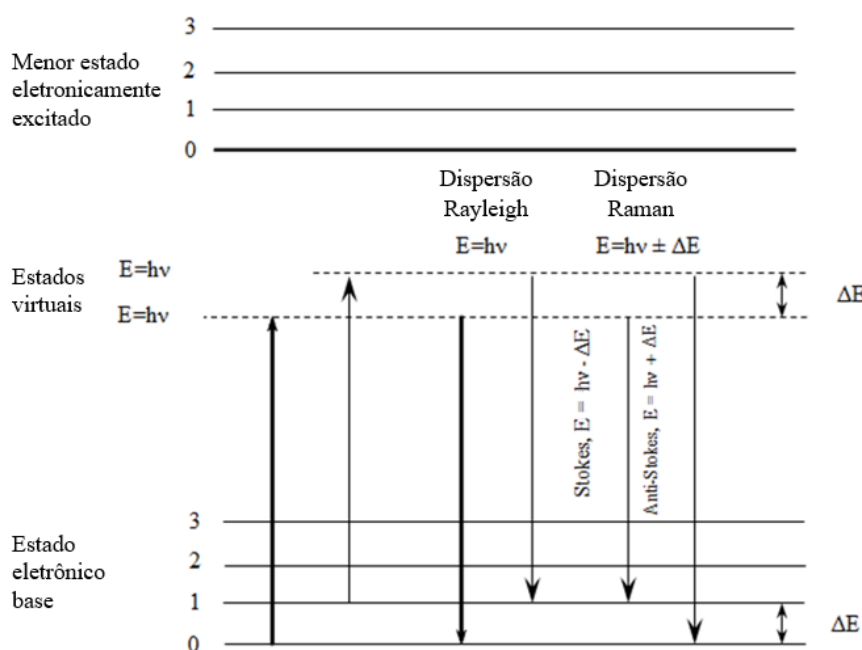 3
Menor estado
eletronicamente
excitado
2
1
0
Dispersão
Rayleigh
E=hν
Dispersão
Raman
E=hν ± ΔE
Estados
virtuais
E=hν
E=hν
ΔE
Stokes, E = hν - ΔE
Anti-Stokes, E = hν + ΔE
Estado
eletrônico
base
3
2
1
0
ΔE